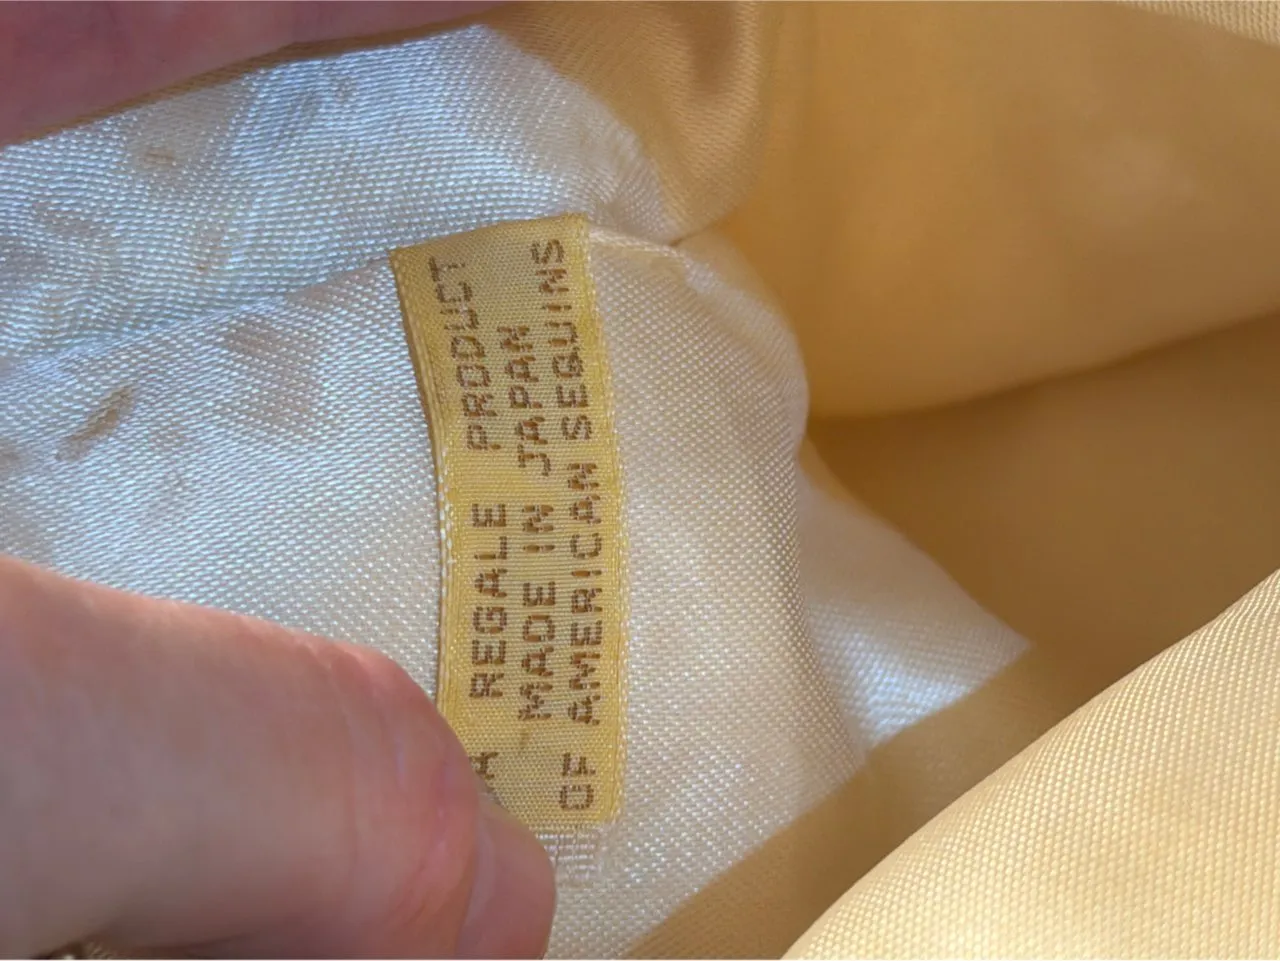 A REGALE PRODUCT
MADE IN JAPAN
OF AMERICAN SEQUINS